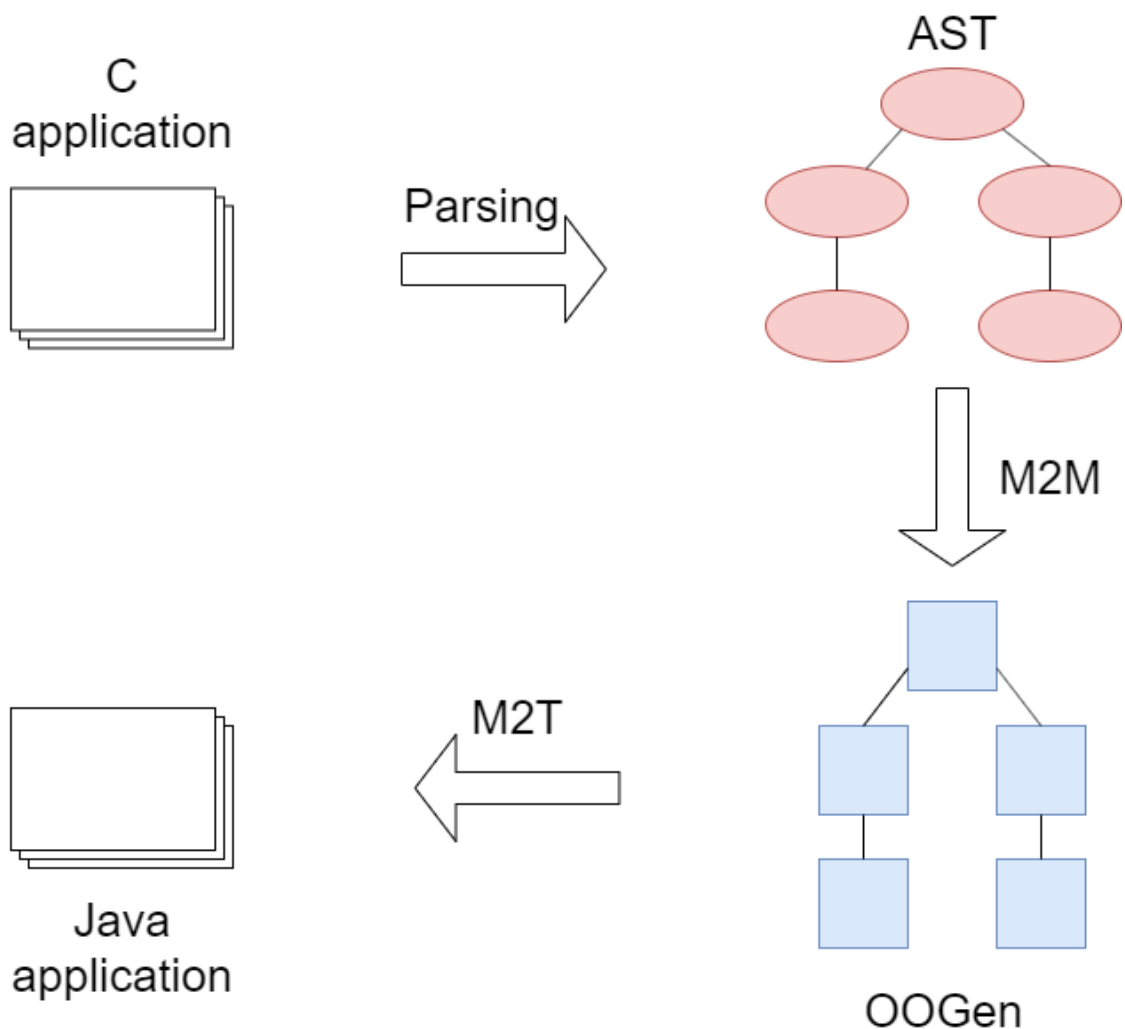 C
application
Parsing
AST
M2M
M2T
Java
application
OOGen